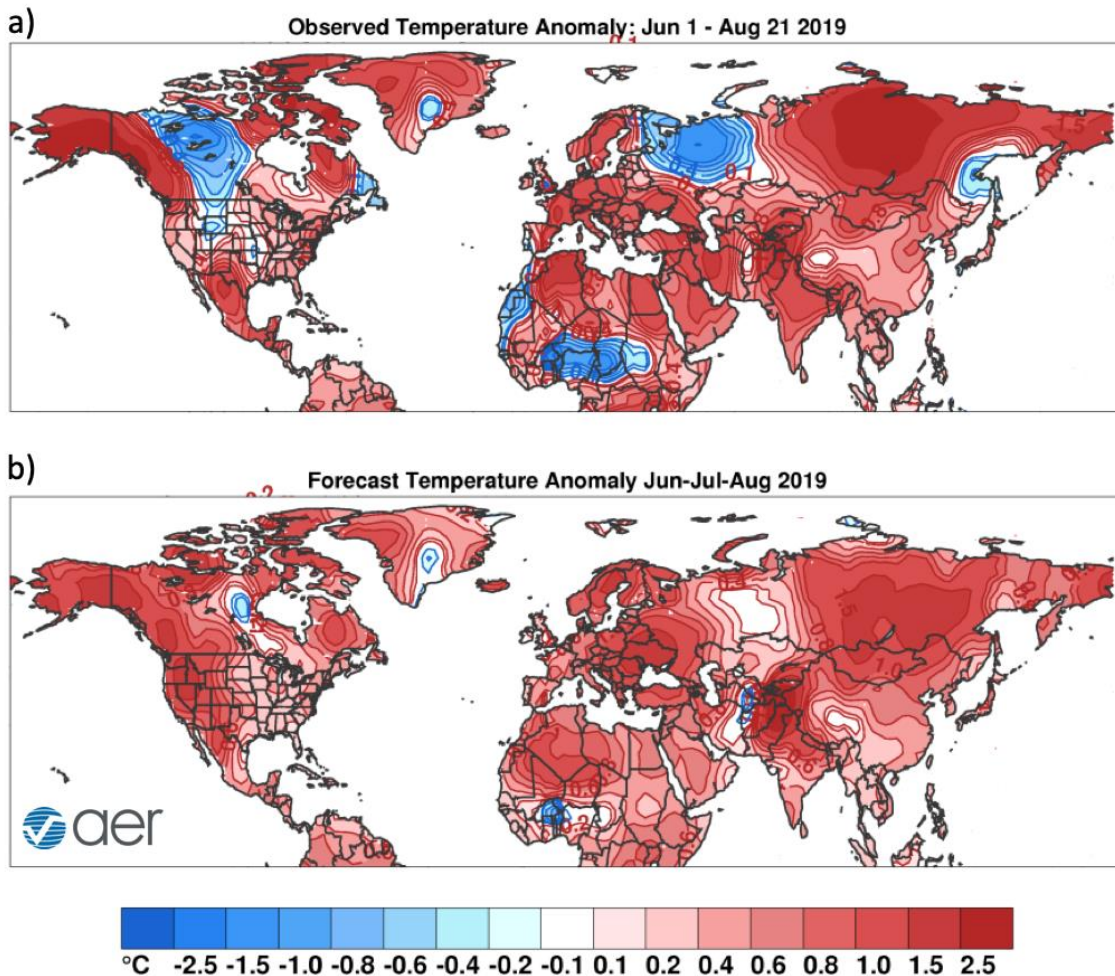 a)
Observed Temperature Anomaly: Jun 1 - Aug 21 2019
b)
Forecast Temperature Anomaly Jun-Jul-Aug 2019
aer
°C -2.5 -1.5 -1.0 -0.8 -0.6 -0.4 -0.2 -0.1 0.1 0.2 0.4 0.6 0.8 1.0 1.5 2.5